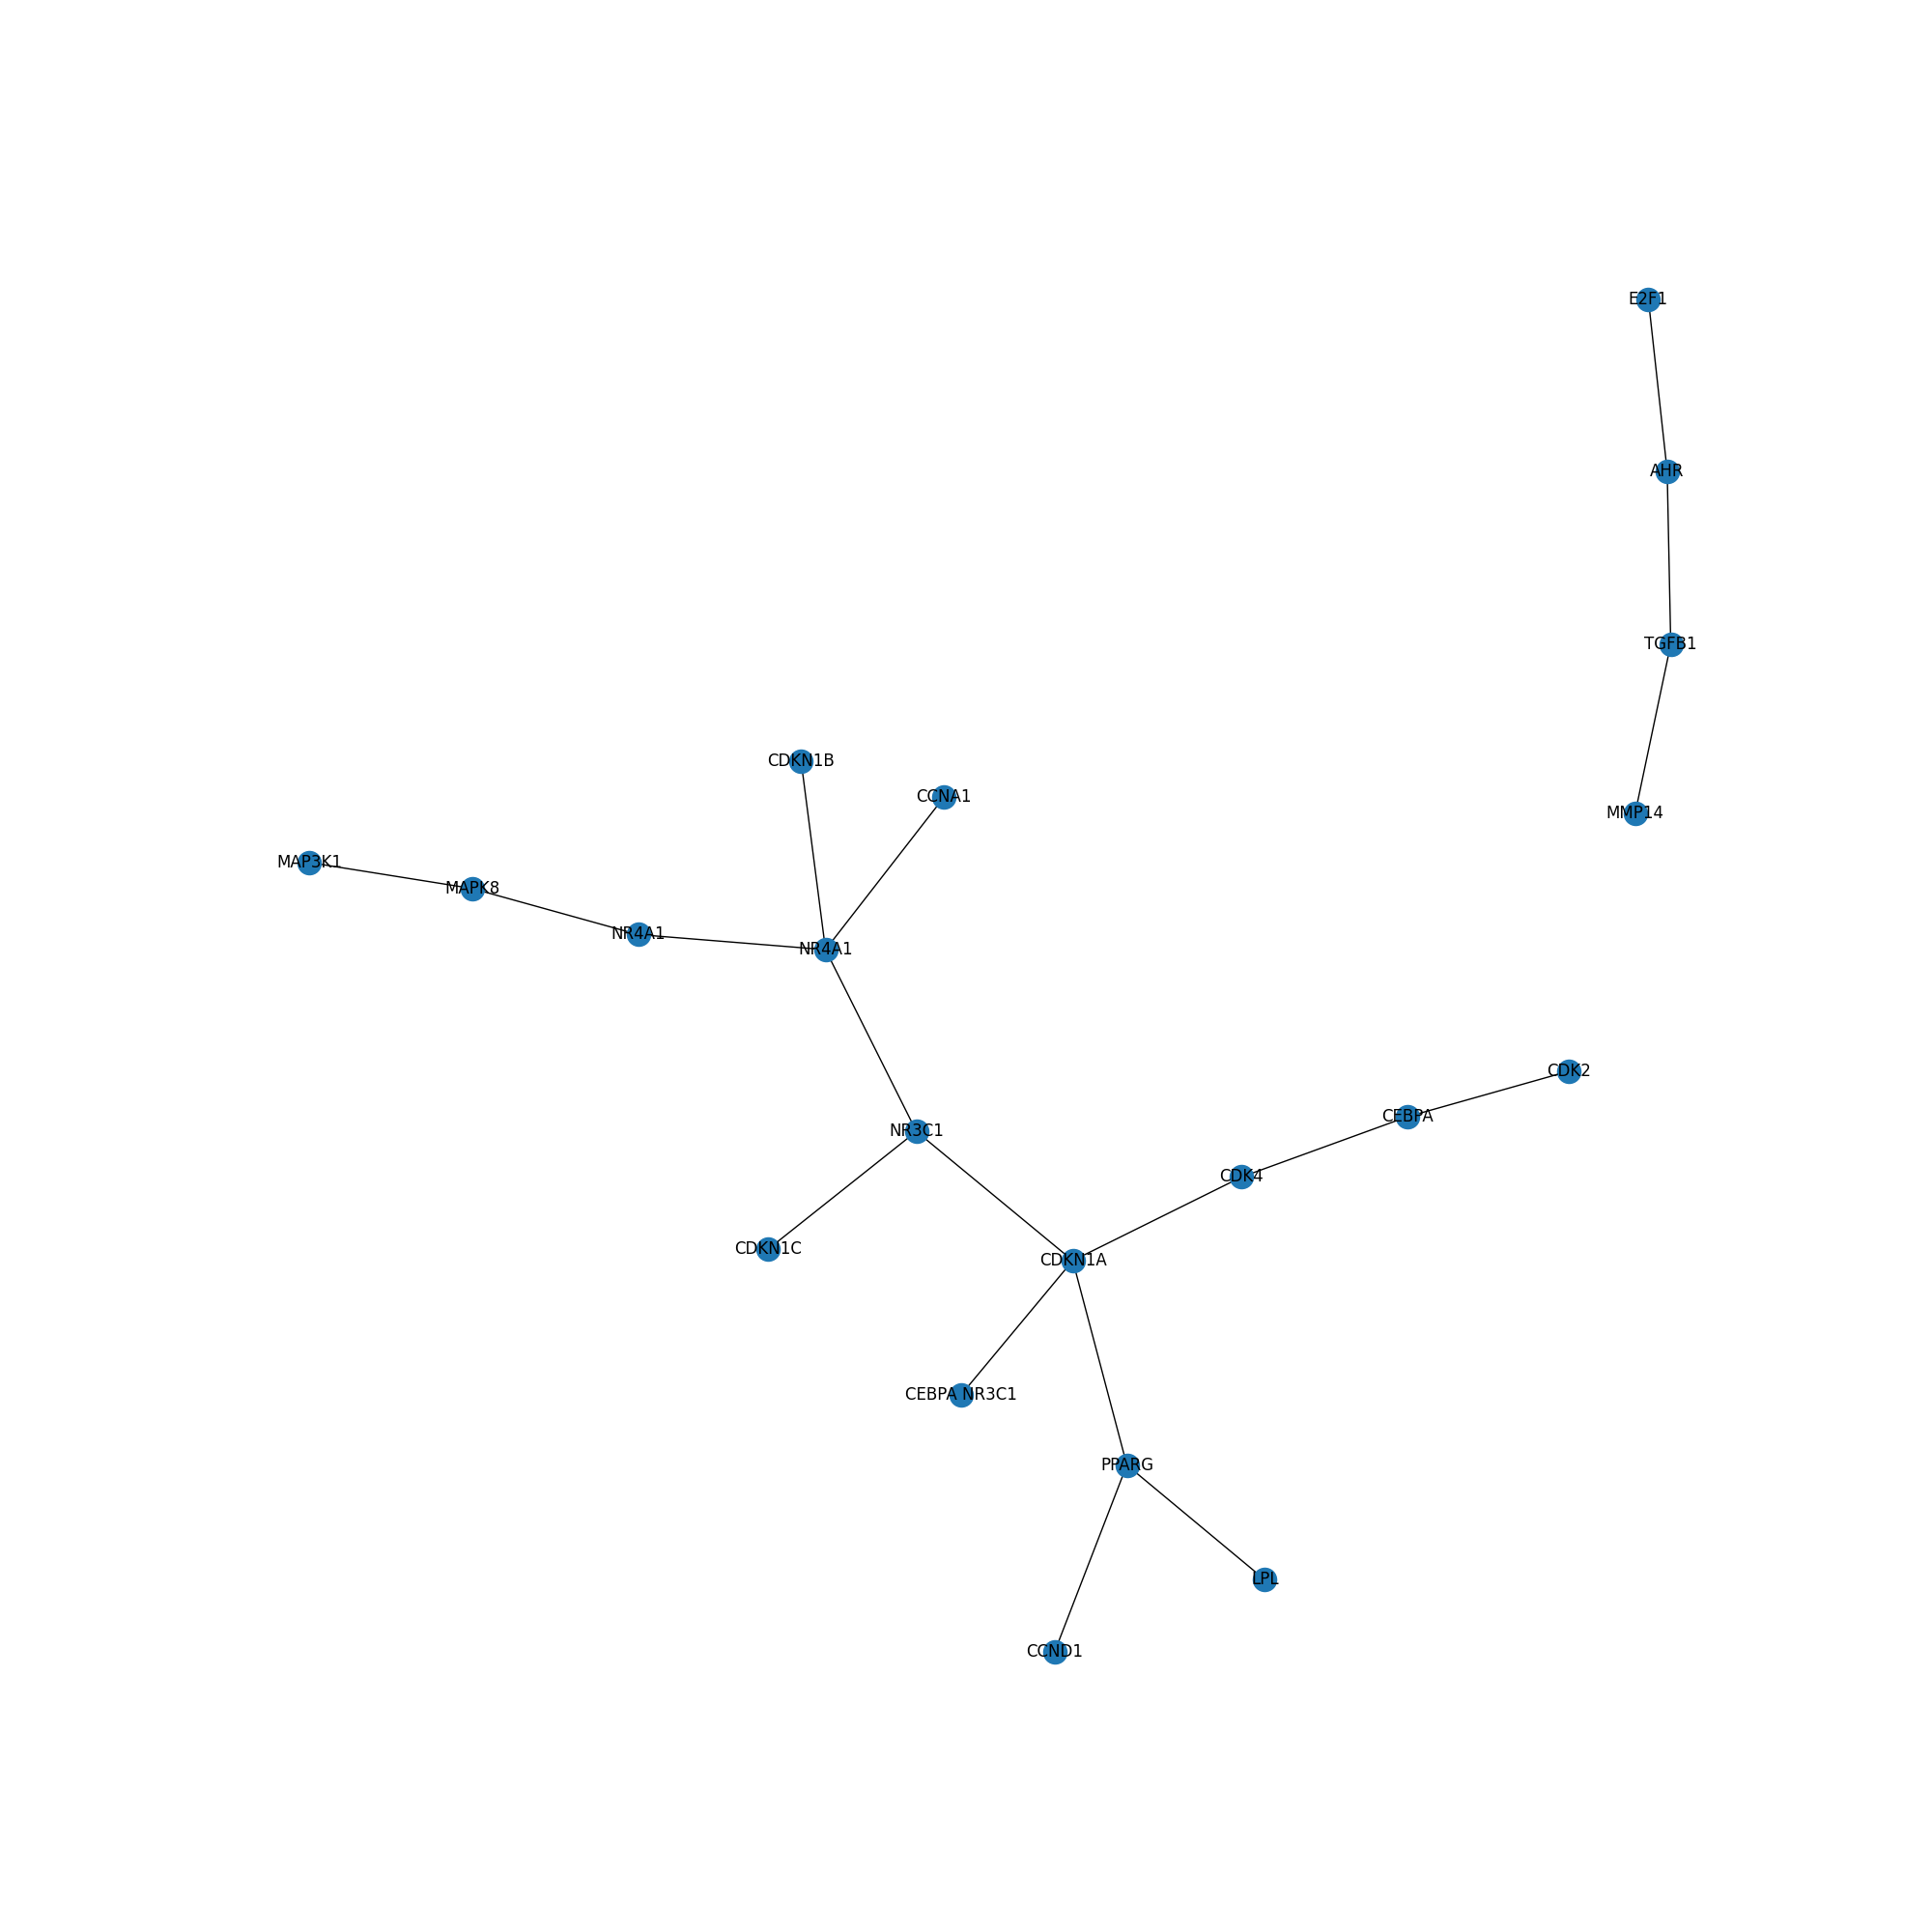 E2F1
AHR
TGFB1
CDKN1B
CCNA1
MMP14
MAP3K1
MAPK8
NR4A1
NR4A1
CDK2
CEBPA
NR3C1
CDK4
CDKN1C
CDKN1A
CEBPA NR3C1
PPARG
LPL
CCND1